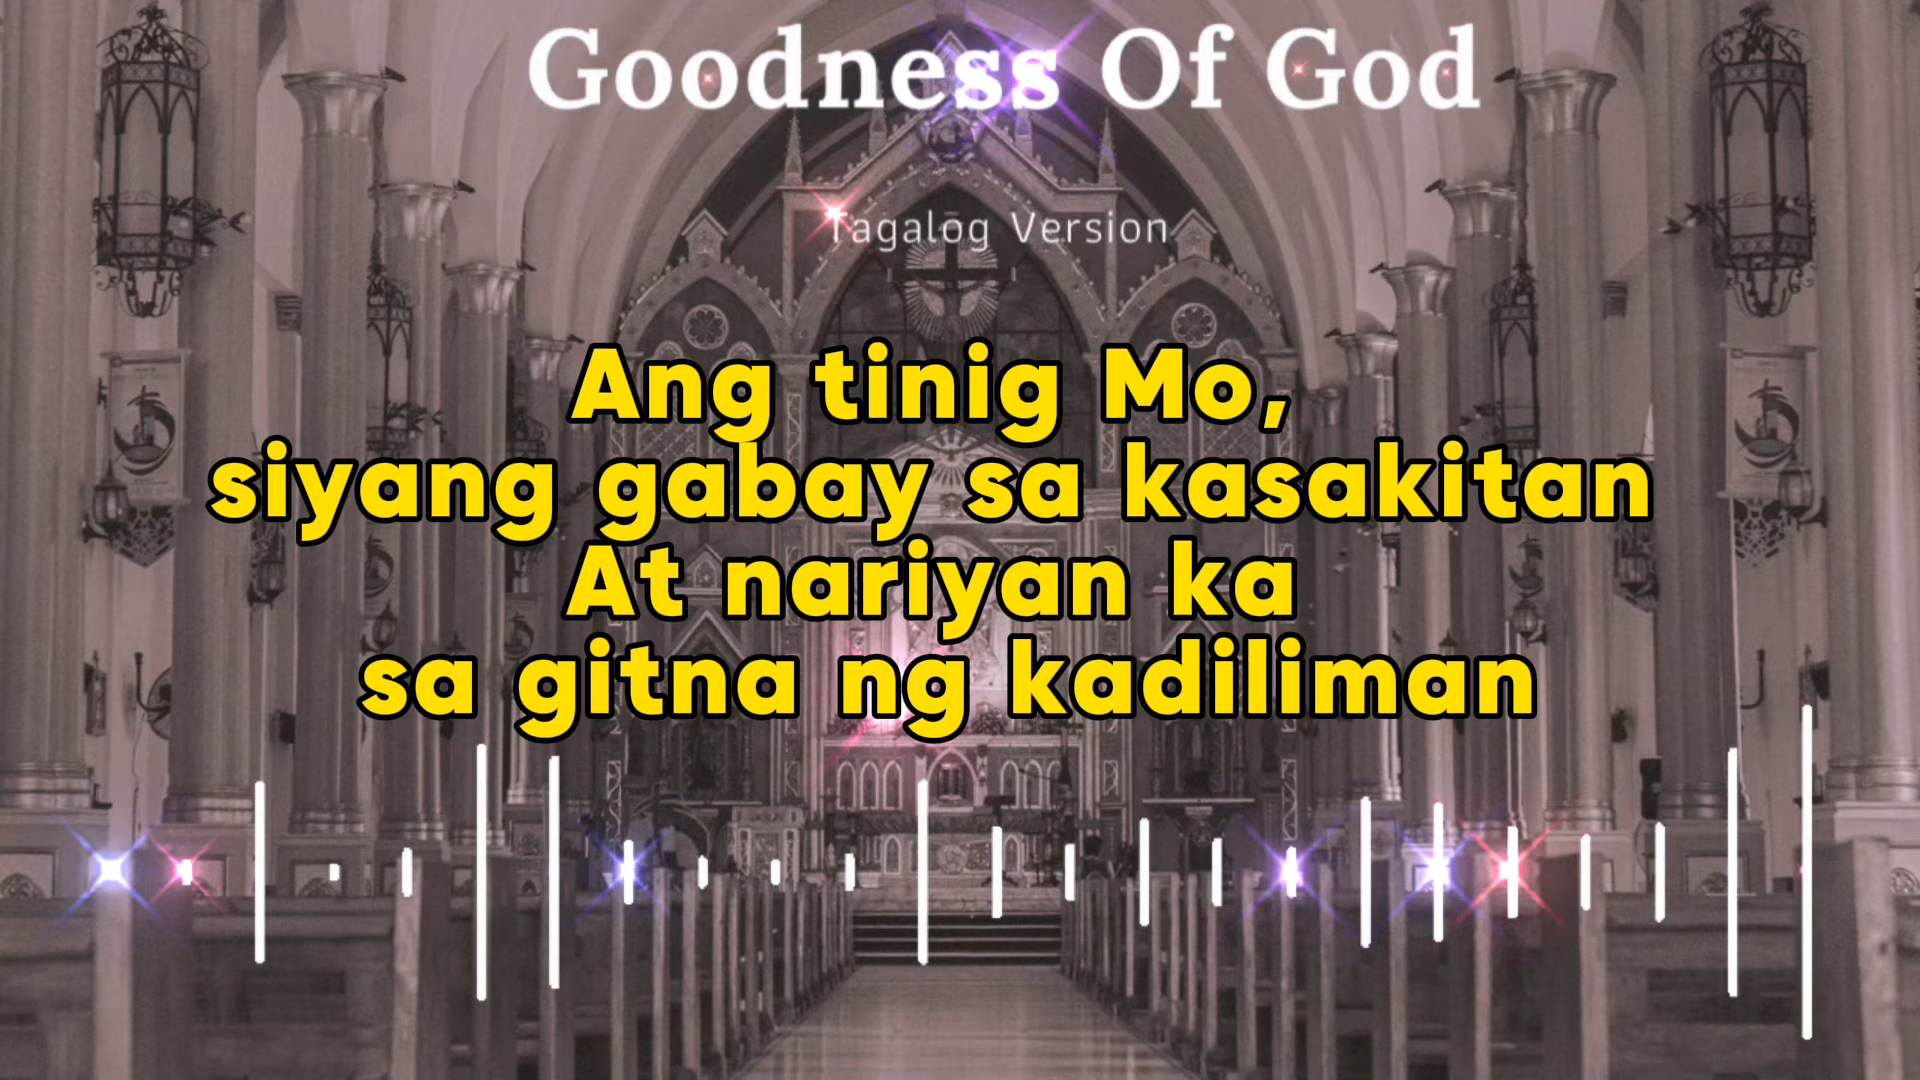 Goodness Of God
Tagalog Version
Ang tinig Mo,
siyang gabay sa kasakitan
At nariyan ka
sa gitna ng kadiliman